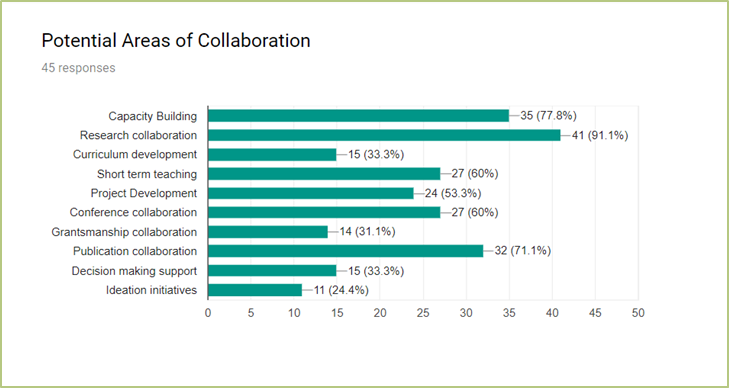 Potential Areas of Collaboration
45 responses
Capacity Building 35 (77.8%)
Research collaboration 41 (91.1%)
Curriculum development 15 (33.3%)
Short term teaching 27 (60%)
Project Development 24 (53.3%)
Conference collaboration 27 (60%)
Grantsmanship collaboration 14 (31.1%)
Publication collaboration 32 (71.1%)
Decision making support 15 (33.3%)
Ideation initiatives 11 (24.4%)
0 5 10 15 20 25 30 35 40 45 50